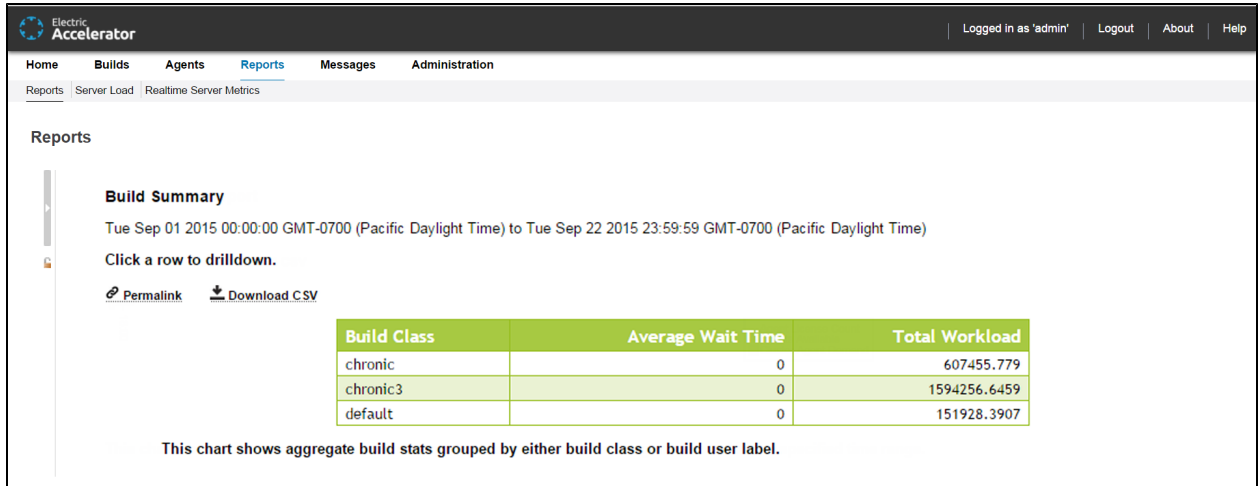 Electric
Accelerator
Logged in as 'admin' Logout About Help
Home Builds Agents Reports Messages Administration
Reports Server Load Realtime Server Metrics
Reports
Build Summary
Tue Sep 01 2015 00:00:00 GMT-0700 (Pacific Daylight Time) to Tue Sep 22 2015 23:59:59 GMT-0700 (Pacific Daylight Time)
Click a row to drilldown.
Permalink Download CSV
Build Class Average Wait Time Total Workload
chronic 0 607455.779
chronic3 0 1594256.6459
default 0 151928.3907
This chart shows aggregate build stats grouped by either build class or build user label.